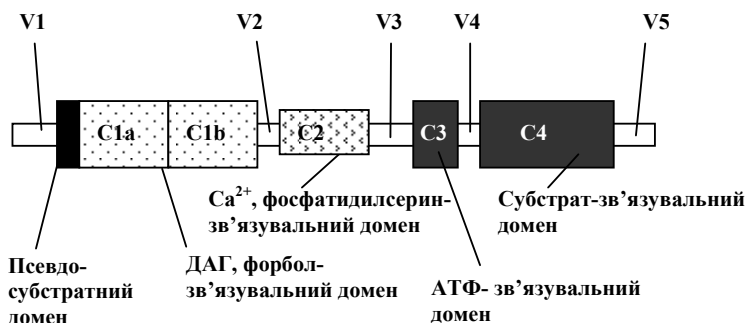 V1 V2 V3 V4 V5
C1a C1b C2 C3 C4
Ca²⁺, фосфатидилсерин-
зв'язувальний домен
Субстрат-зв'язувальний
домен
Псевдо-
субстратний
домен
ДАГ, форбол-
зв'язувальний домен
АТФ- зв'язувальний
домен